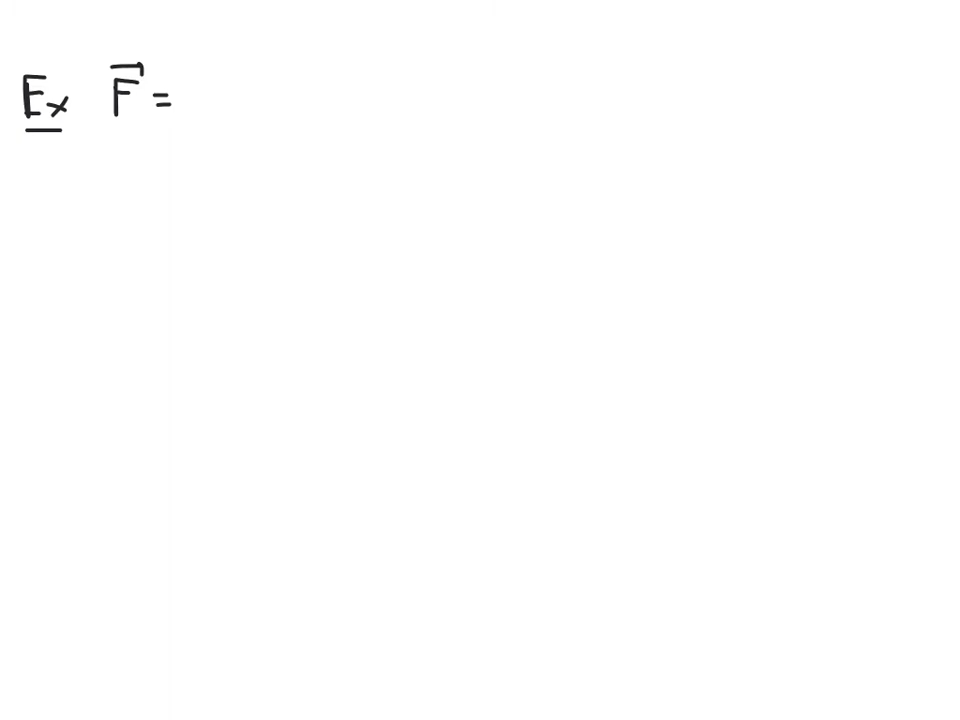 Ex F⃗ =